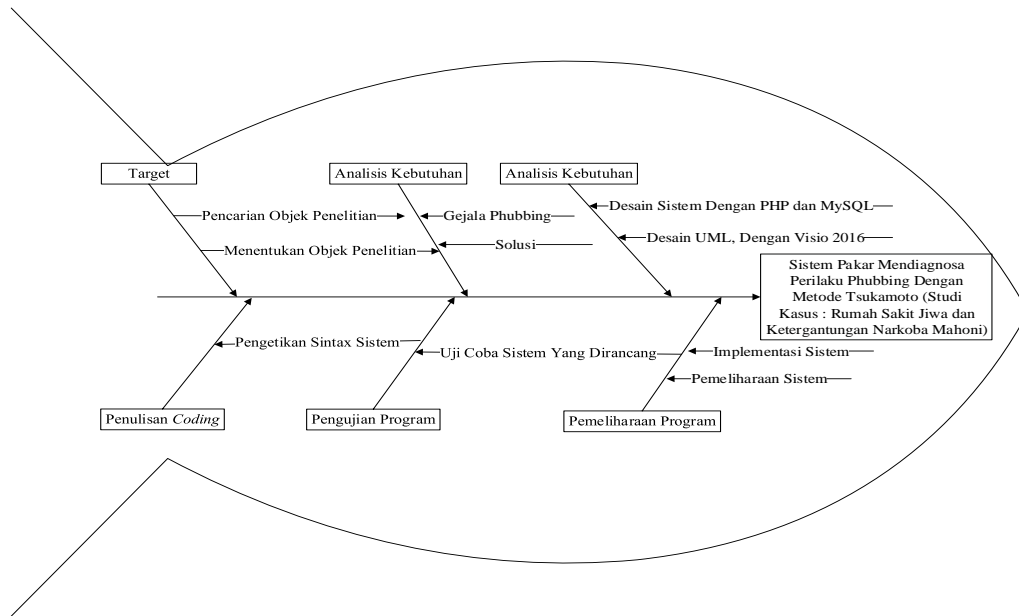 Target
Analisis Kebutuhan
Analisis Kebutuhan
Pencarian Objek Penelitian
Menentukan Objek Penelitian
Gejala Phubbing
Solusi
Desain Sistem Dengan PHP dan MySQL
Desain UML, Dengan Visio 2016
Sistem Pakar Mendiagnosa
Perilaku Phubbing Dengan
Metode Tsukamoto (Studi
Kasus : Rumah Sakit Jiwa dan
Ketergantungan Narkoba Mahoni)
Pengetikan Sintax Sistem
Uji Coba Sistem Yang Dirancang
Implementasi Sistem
Pemeliharaan Sistem
Penulisan Coding
Pengujian Program
Pemeliharaan Program